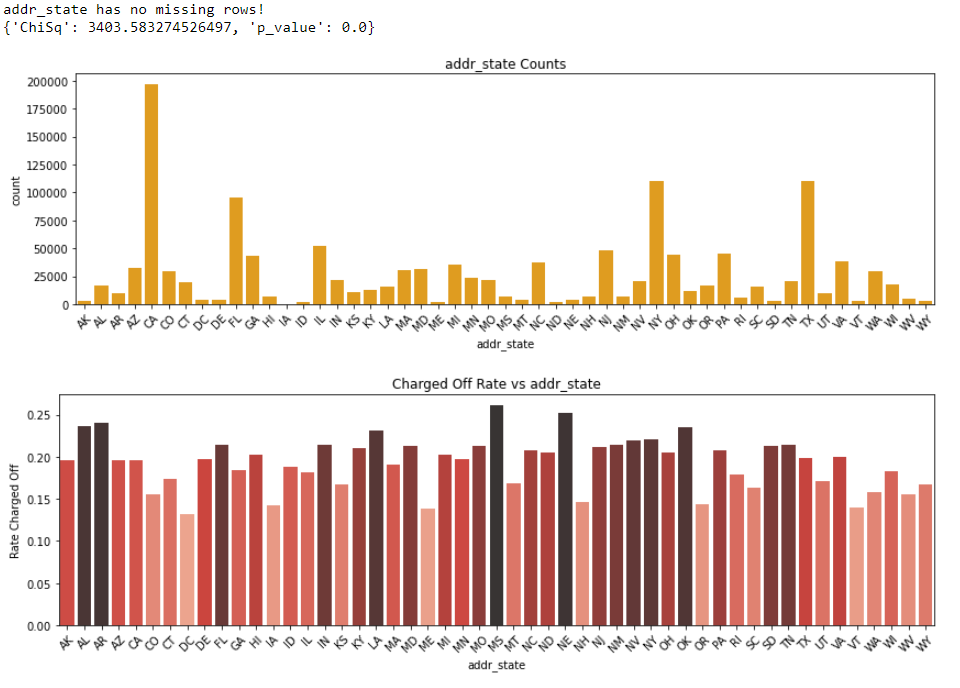 addr_state has no missing rows!
{'ChiSq': 3403.583274526497, 'p_value': 0.0}
addr_state Counts
200000
175000
150000
125000
100000
75000
50000
25000
0
count
AK AL AR AZ CA CO CT DC DE FL GA HI IA ID IL IN KS KY LA MA MD ME MI MN MO MS MT NC ND NE NH NJ NM NV NY OH OK OR PA RI SC SD TN TX UT VA VT WA WI WV WY
addr_state
Charged Off Rate vs addr_state
0.25
0.20
0.15
0.10
0.05
0.00
Rate Charged Off
AK AL AR AZ CA CO CT DC DE FL GA HI IA ID IL IN KS KY LA MA MD ME MI MN MO MS MT NC ND NE NH NJ NM NV NY OH OK OR PA RI SC SD TN TX UT VA VT WA WI WV WY
addr_state